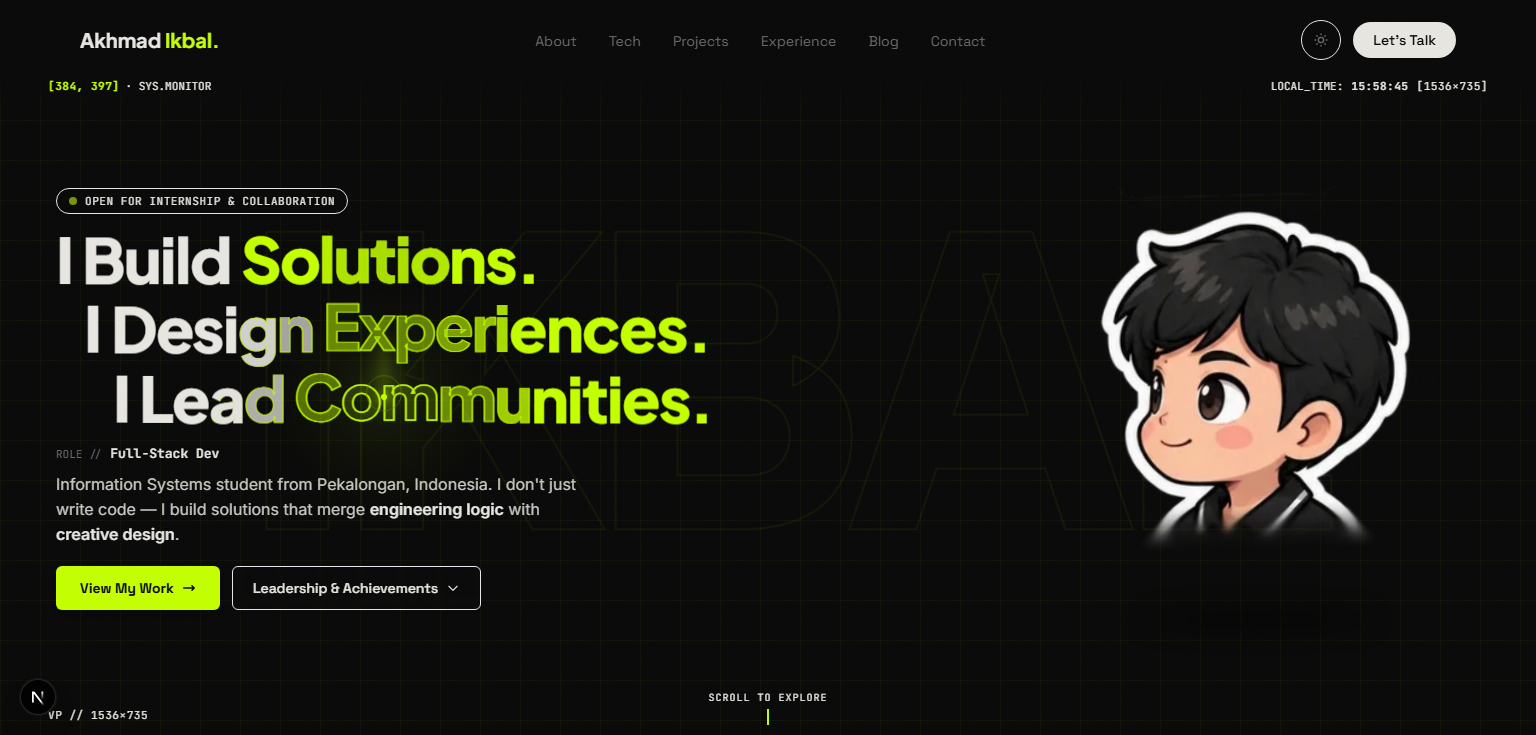 Akhmad Ikbal.
About Tech Projects Experience Blog Contact
Let's Talk
[384, 397] · SYS.MONITOR
LOCAL_TIME: 15:58:45 [1536×735]
OPEN FOR INTERNSHIP & COLLABORATION
I Build Solutions.
I Design Experiences.
I Lead Communities.
IKBA
ROLE // Full-Stack Dev
Information Systems student from Pekalongan, Indonesia. I don't just
write code — I build solutions that merge engineering logic with
creative design.
View My Work →
Leadership & Achievements
SCROLL TO EXPLORE
N
VP // 1536×735